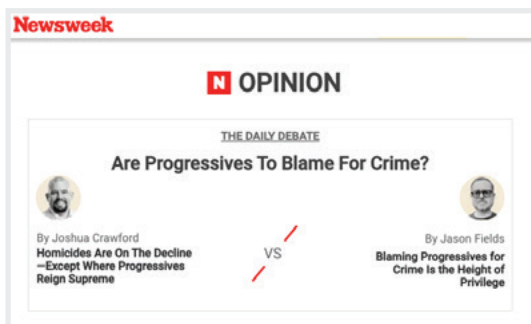 Newsweek
N OPINION
THE DAILY DEBATE
Are Progressives To Blame For Crime?
By Joshua Crawford
Homicides Are On The Decline
—Except Where Progressives
Reign Supreme
VS
By Jason Fields
Blaming Progressives for
Crime Is the Height of
Privilege